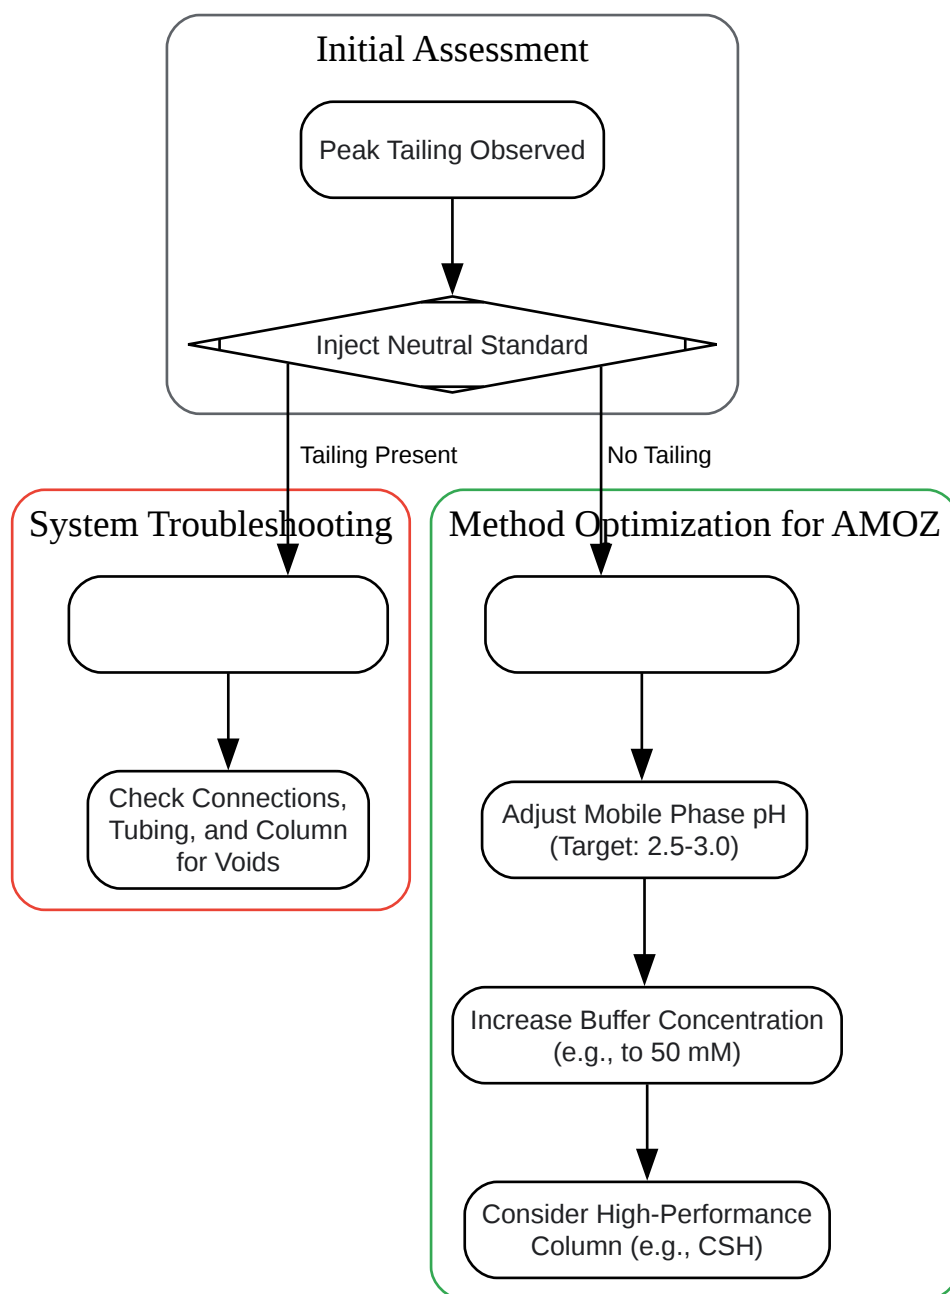 Initial Assessment
Peak Tailing Observed
Inject Neutral Standard
Tailing Present
No Tailing
System Troubleshooting
Check Connections,
Tubing, and Column
for Voids
Method Optimization for AMOZ
Adjust Mobile Phase pH
(Target: 2.5-3.0)
Increase Buffer Concentration
(e.g., to 50 mM)
Consider High-Performance
Column (e.g., CSH)